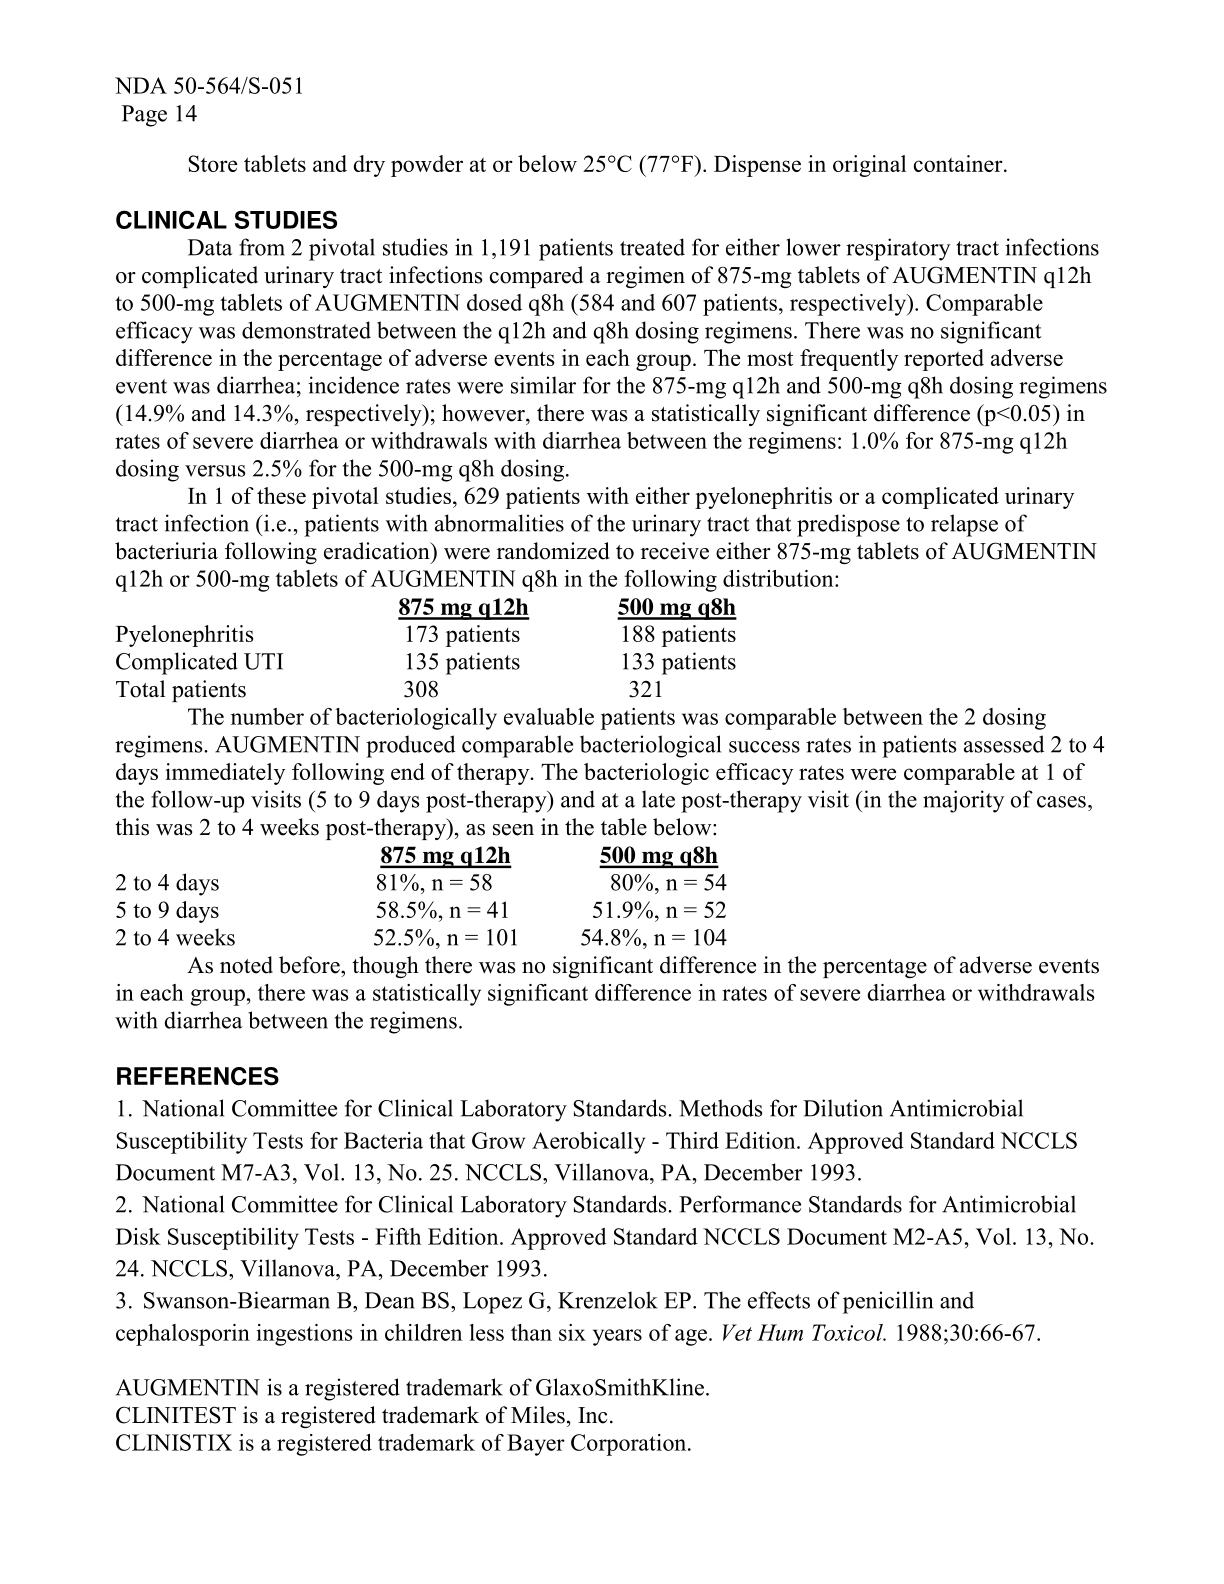 NDA 50-564/S-051
Page 14
Store tablets and dry powder at or below 25°C (77°F). Dispense in original container.
CLINICAL STUDIES
Data from 2 pivotal studies in 1,191 patients treated for either lower respiratory tract infections
or complicated urinary tract infections compared a regimen of 875-mg tablets of AUGMENTIN q12h
to 500-mg tablets of AUGMENTIN dosed q8h (584 and 607 patients, respectively). Comparable
efficacy was demonstrated between the q12h and q8h dosing regimens. There was no significant
difference in the percentage of adverse events in each group. The most frequently reported adverse
event was diarrhea; incidence rates were similar for the 875-mg q12h and 500-mg q8h dosing regimens
(14.9% and 14.3%, respectively); however, there was a statistically significant difference (p<0.05) in
rates of severe diarrhea or withdrawals with diarrhea between the regimens: 1.0% for 875-mg q12h
dosing versus 2.5% for the 500-mg q8h dosing.
In 1 of these pivotal studies, 629 patients with either pyelonephritis or a complicated urinary
tract infection (i.e., patients with abnormalities of the urinary tract that predispose to relapse of
bacteriuria following eradication) were randomized to receive either 875-mg tablets of AUGMENTIN
q12h or 500-mg tablets of AUGMENTIN q8h in the following distribution:
875 mg q12h 500 mg q8h
Pyelonephritis 173 patients 188 patients
Complicated UTI 135 patients 133 patients
Total patients 308 321
The number of bacteriologically evaluable patients was comparable between the 2 dosing
regimens. AUGMENTIN produced comparable bacteriological success rates in patients assessed 2 to 4
days immediately following end of therapy. The bacteriologic efficacy rates were comparable at 1 of
the follow-up visits (5 to 9 days post-therapy) and at a late post-therapy visit (in the majority of cases,
this was 2 to 4 weeks post-therapy), as seen in the table below:
875 mg q12h 500 mg q8h
2 to 4 days 81%, n = 58 80%, n = 54
5 to 9 days 58.5%, n = 41 51.9%, n = 52
2 to 4 weeks 52.5%, n = 101 54.8%, n = 104
As noted before, though there was no significant difference in the percentage of adverse events
in each group, there was a statistically significant difference in rates of severe diarrhea or withdrawals
with diarrhea between the regimens.
REFERENCES
1. National Committee for Clinical Laboratory Standards. Methods for Dilution Antimicrobial
Susceptibility Tests for Bacteria that Grow Aerobically - Third Edition. Approved Standard NCCLS
Document M7-A3, Vol. 13, No. 25. NCCLS, Villanova, PA, December 1993.
2. National Committee for Clinical Laboratory Standards. Performance Standards for Antimicrobial
Disk Susceptibility Tests - Fifth Edition. Approved Standard NCCLS Document M2-A5, Vol. 13, No.
24. NCCLS, Villanova, PA, December 1993.
3. Swanson-Biearman B, Dean BS, Lopez G, Krenzelok EP. The effects of penicillin and
cephalosporin ingestions in children less than six years of age. Vet Hum Toxicol. 1988;30:66-67.
AUGMENTIN is a registered trademark of GlaxoSmithKline.
CLINITEST is a registered trademark of Miles, Inc.
CLINISTIX is a registered trademark of Bayer Corporation.